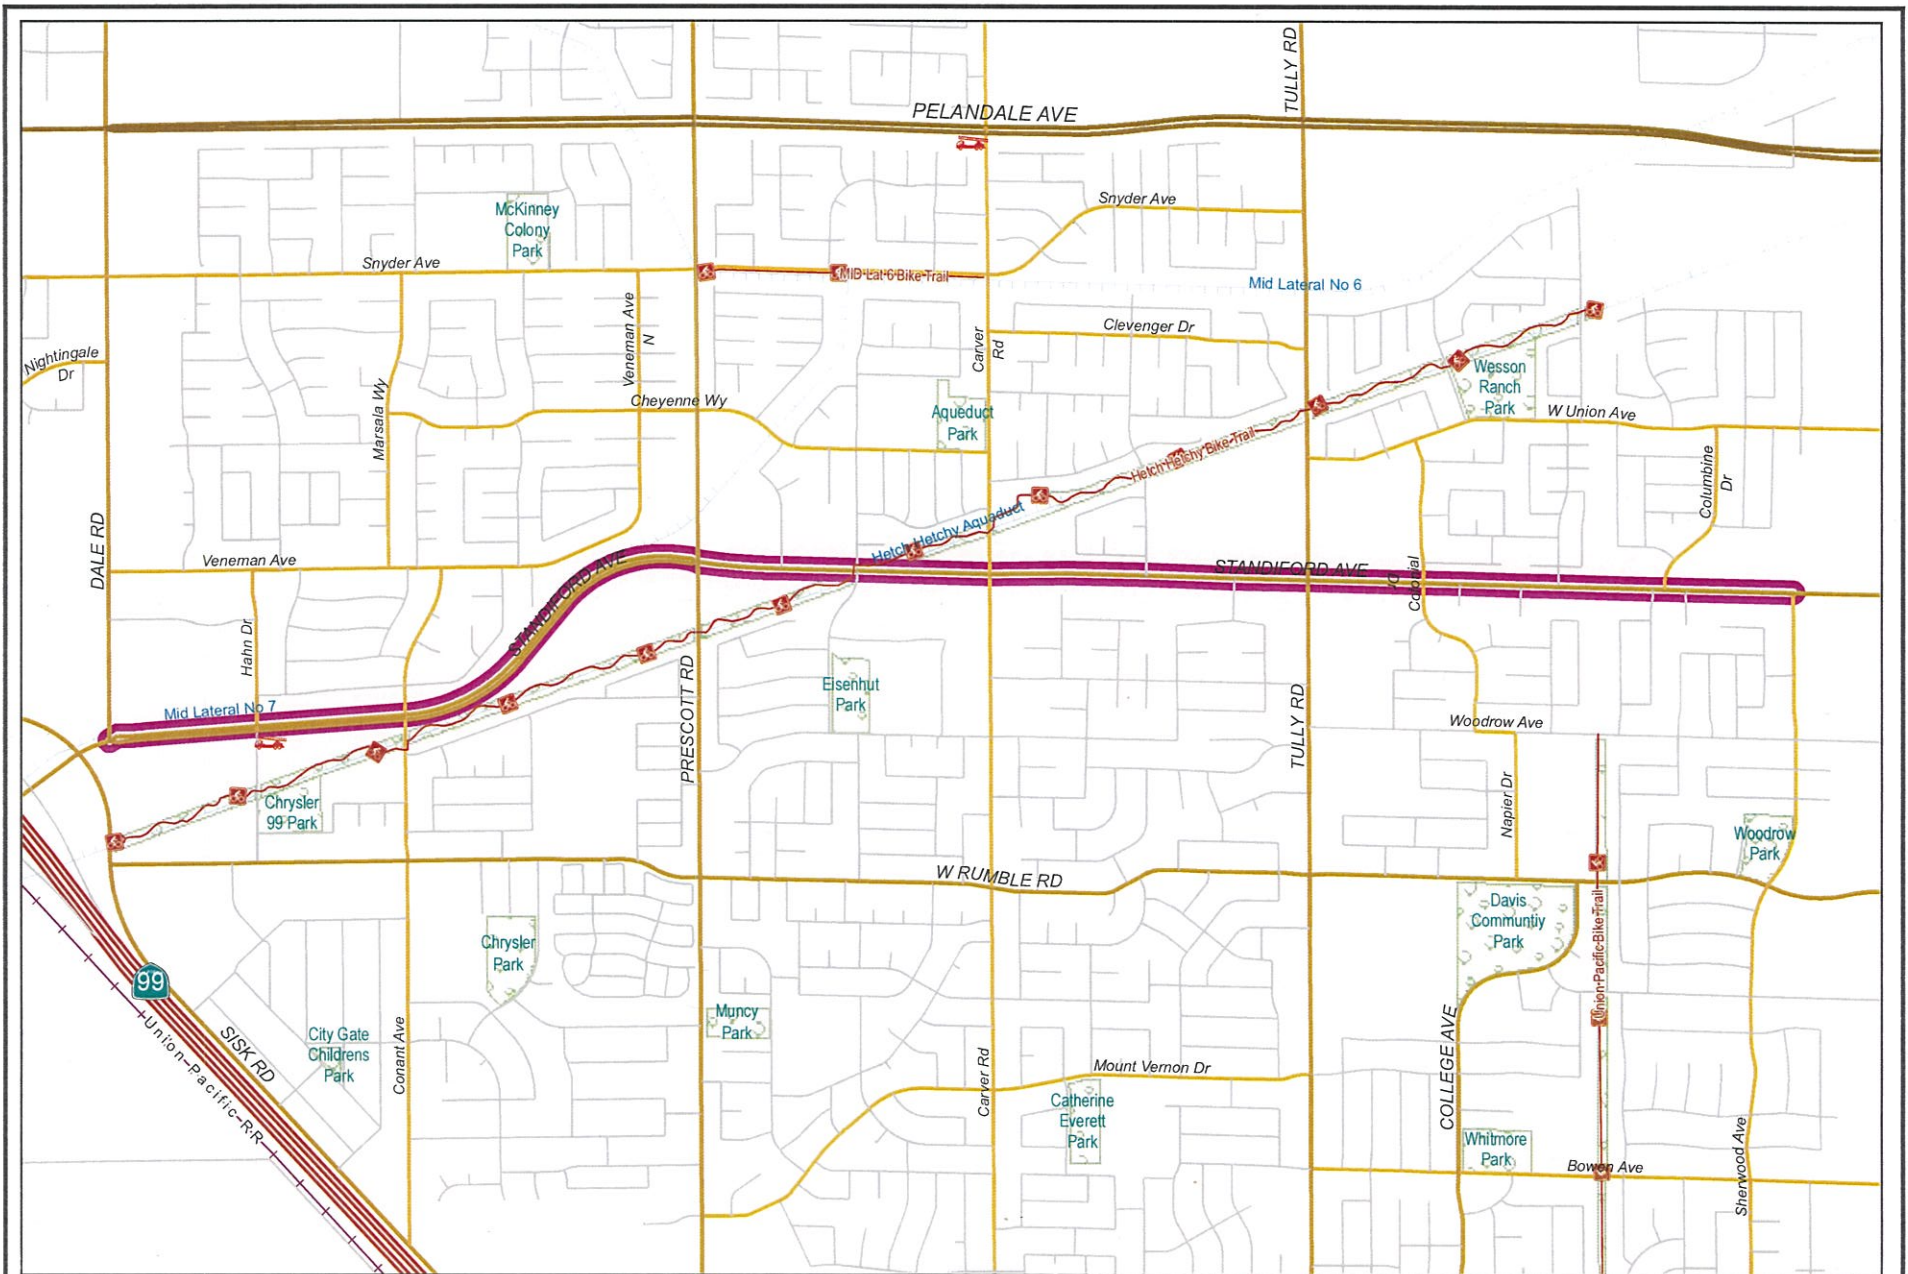 TULLY RD
PELANDALE AVE
Snyder Ave
McKinney
Colony
Park
Snyder Ave
MID Lat 6 Bike Trail
Mid Lateral No 6
Nightingale
Dr
Veneman Ave
N
Carver
Rd
Clevenger Dr
Wesson
Ranch
Park
Marsala Wy
Cheyenne Wy
Aqueduct
Park
W Union Ave
Hetch Hetchy Bike Trail
Columbine
Dr
Hetch Hetchy Aquaduct
DALE RD
Veneman Ave
STANDIFORD AVE
STANDIFORD AVE
Colonial
Dr
Hahn Dr
Mid Lateral No 7
PRESCOTT RD
Eisenhut
Park
TULLY RD
Woodrow Ave
Napier Dr
Chrysler
99 Park
Woodrow
Park
W RUMBLE RD
Davis
Communtiy
Park
Union Pacific Bike Trail
Chrysler
Park
99
Muncy
Park
City Gate
Childrens
Park
SISK RD
Union Pacific RR
Conant Ave
Carver Rd
Mount Vernon Dr
COLLEGE AVE
Catherine
Everett
Park
Whitmore
Park
Bowen Ave
Sherwood Ave